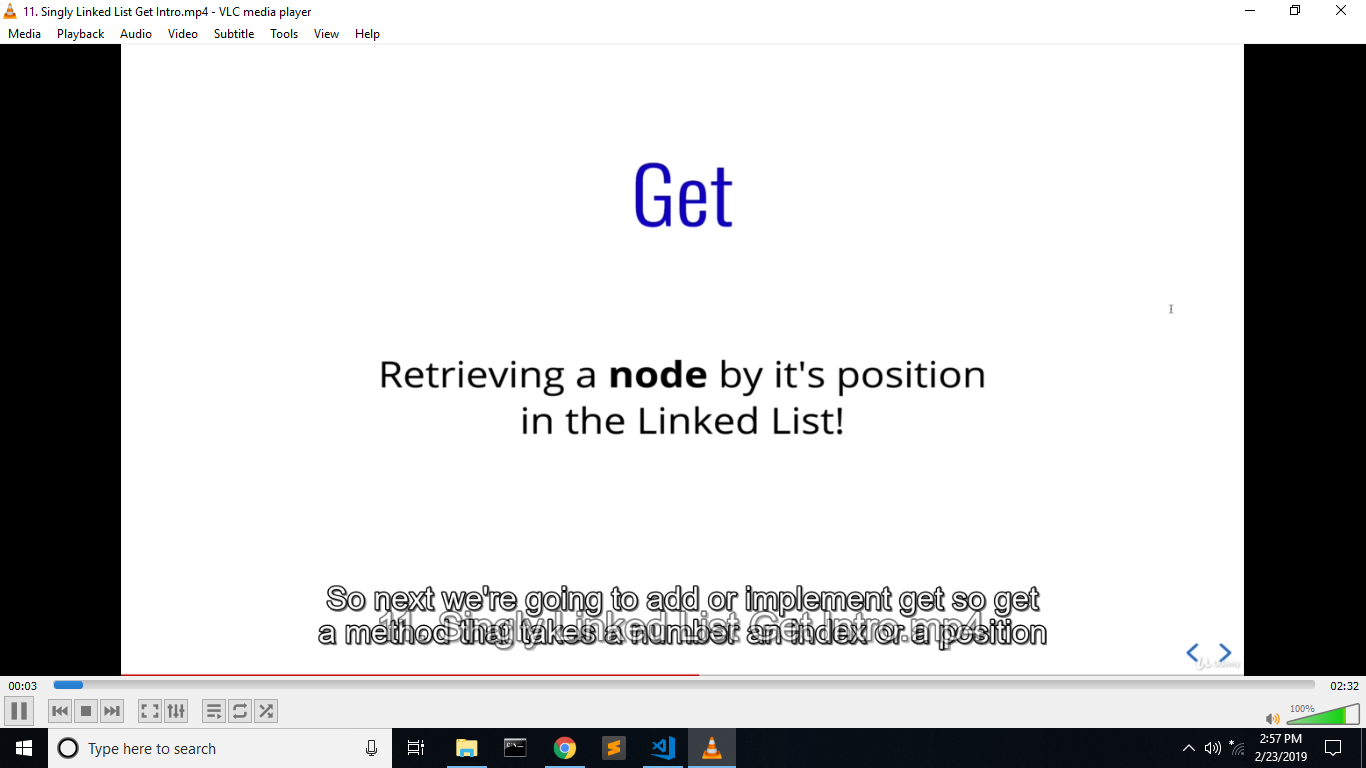 11. Singly Linked List Get Intro.mp4 - VLC media player
Media Playback Audio Video Subtitle Tools View Help
Get
Retrieving a node by it's position
in the Linked List!
So next we're going to add or implement get so get
11. Singly Linked List Get Intro.mp4
a method that takes a number an index or a position
00:03
02:32
100%
Type here to search
2:57 PM
2/23/2019